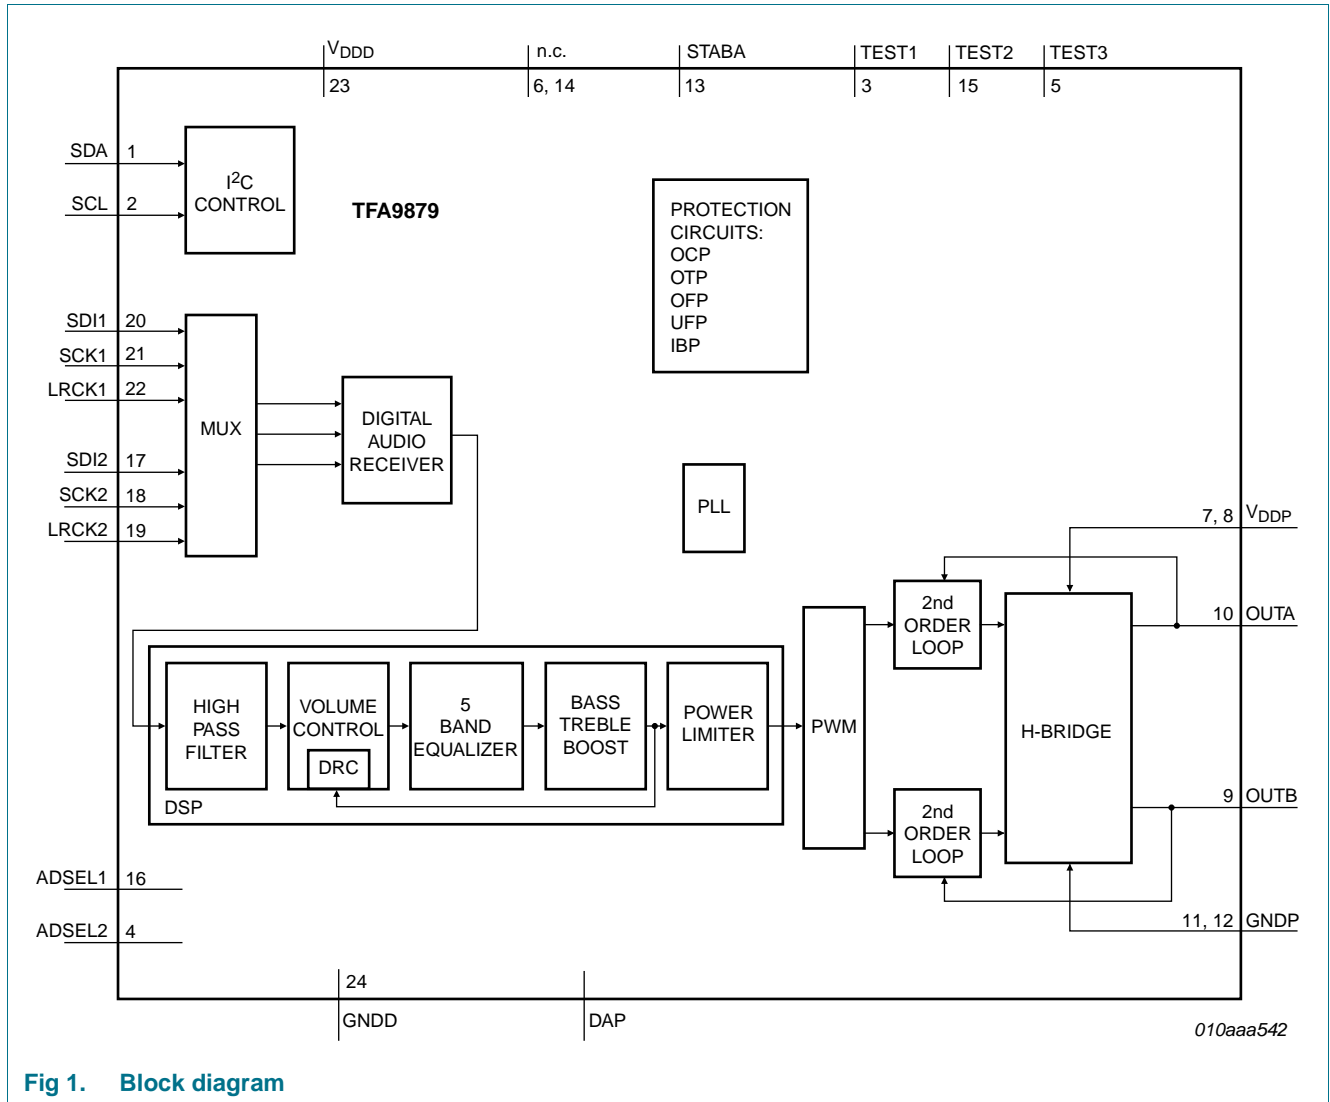 VDDD
n.c.
STABA
TEST1
TEST2
TEST3
23
6, 14
13
3
15
5
SDA
1
SCL
2
I2C
CONTROL
TFA9879
PROTECTION
CIRCUITS:
OCP
OTP
OFP
UFP
IBP
SDI1
20
SCK1
21
LRCK1
22
SDI2
17
SCK2
18
LRCK2
19
MUX
DIGITAL
AUDIO
RECEIVER
PLL
7, 8
VDDP
2nd
ORDER
LOOP
10
OUTA
HIGH
PASS
FILTER
VOLUME
CONTROL
DRC
5
BAND
EQUALIZER
BASS
TREBLE
BOOST
POWER
LIMITER
DSP
PWM
H-BRIDGE
2nd
ORDER
LOOP
9
OUTB
ADSEL1
16
ADSEL2
4
11, 12
GNDP
24
GNDD
DAP
010aaa542
Fig 1. Block diagram